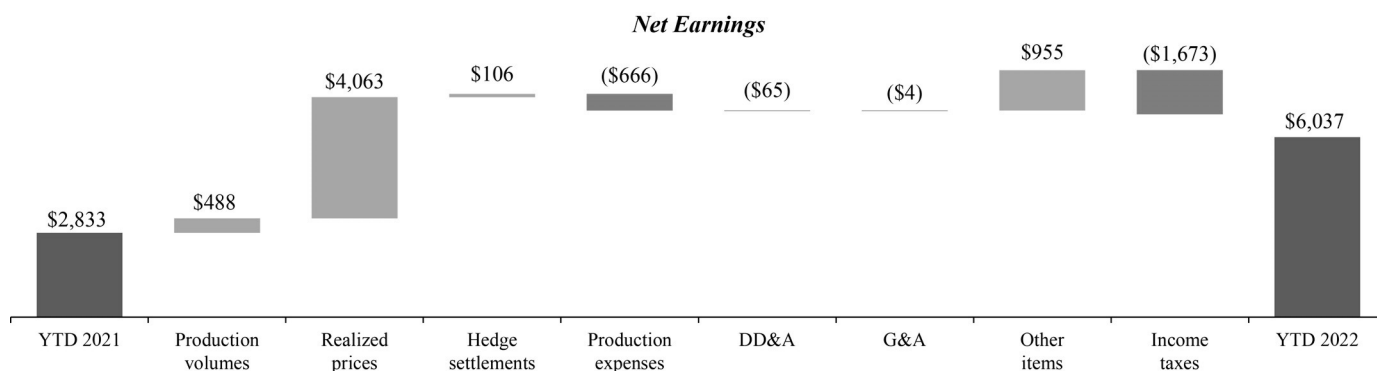 Net Earnings
$2,833
$488
$4,063
$106
($666)
($65)
($4)
$955
($1,673)
$6,037
YTD 2021
Production
volumes
Realized
prices
Hedge
settlements
Production
expenses
DD&A
G&A
Other
items
Income
taxes
YTD 2022